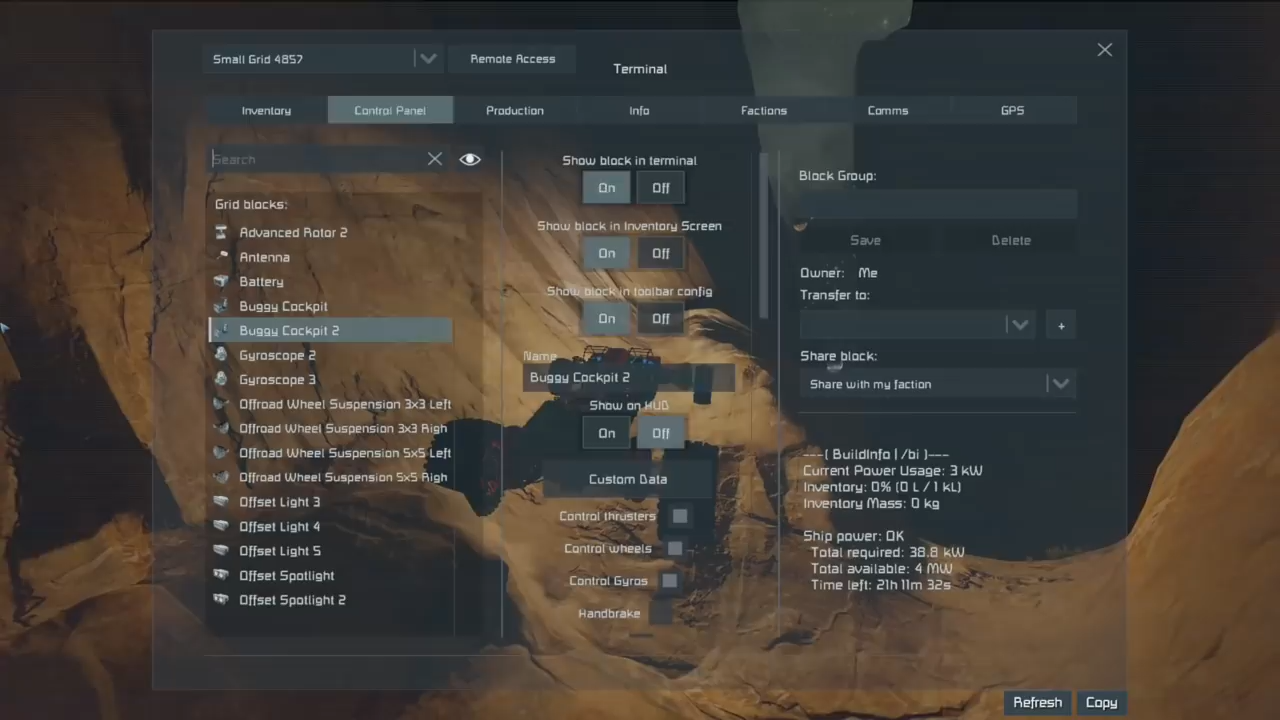 Small Grid 4857
Remote Access
Terminal
Inventory
Control Panel
Production
Info
Factions
Comms
GPS
Search
Grid blocks:
Advanced Rotor 2
Antenna
Battery
Buggy Cockpit
Buggy Cockpit 2
Gyroscope 2
Gyroscope 3
Offroad Wheel Suspension 3x3 Left
Offroad Wheel Suspension 3x3 Righ
Offroad Wheel Suspension 5x5 Left
Offroad Wheel Suspension 5x5 Righ
Offset Light 3
Offset Light 4
Offset Light 5
Offset Spotlight
Offset Spotlight 2
Show block in terminal
On Off
Show block in Inventory Screen
On Off
Show block in toolbar config
On Off
Name
Buggy Cockpit 2
Show on HUD
On Off
Custom Data
Control thrusters
Control wheels
Control Gyros
Handbrake
Block Group:
Save
Delete
Owner: Me
Transfer to:
+
Share block:
Share with my faction
---( BuildInfo | /bi )---
Current Power Usage: 3 kW
Inventory: 0% (0 L / 1 kL)
Inventory Mass: 0 kg
Ship power: OK
Total required: 38.8 kW
Total available: 4 MW
Time left: 21h 11m 32s
Refresh
Copy